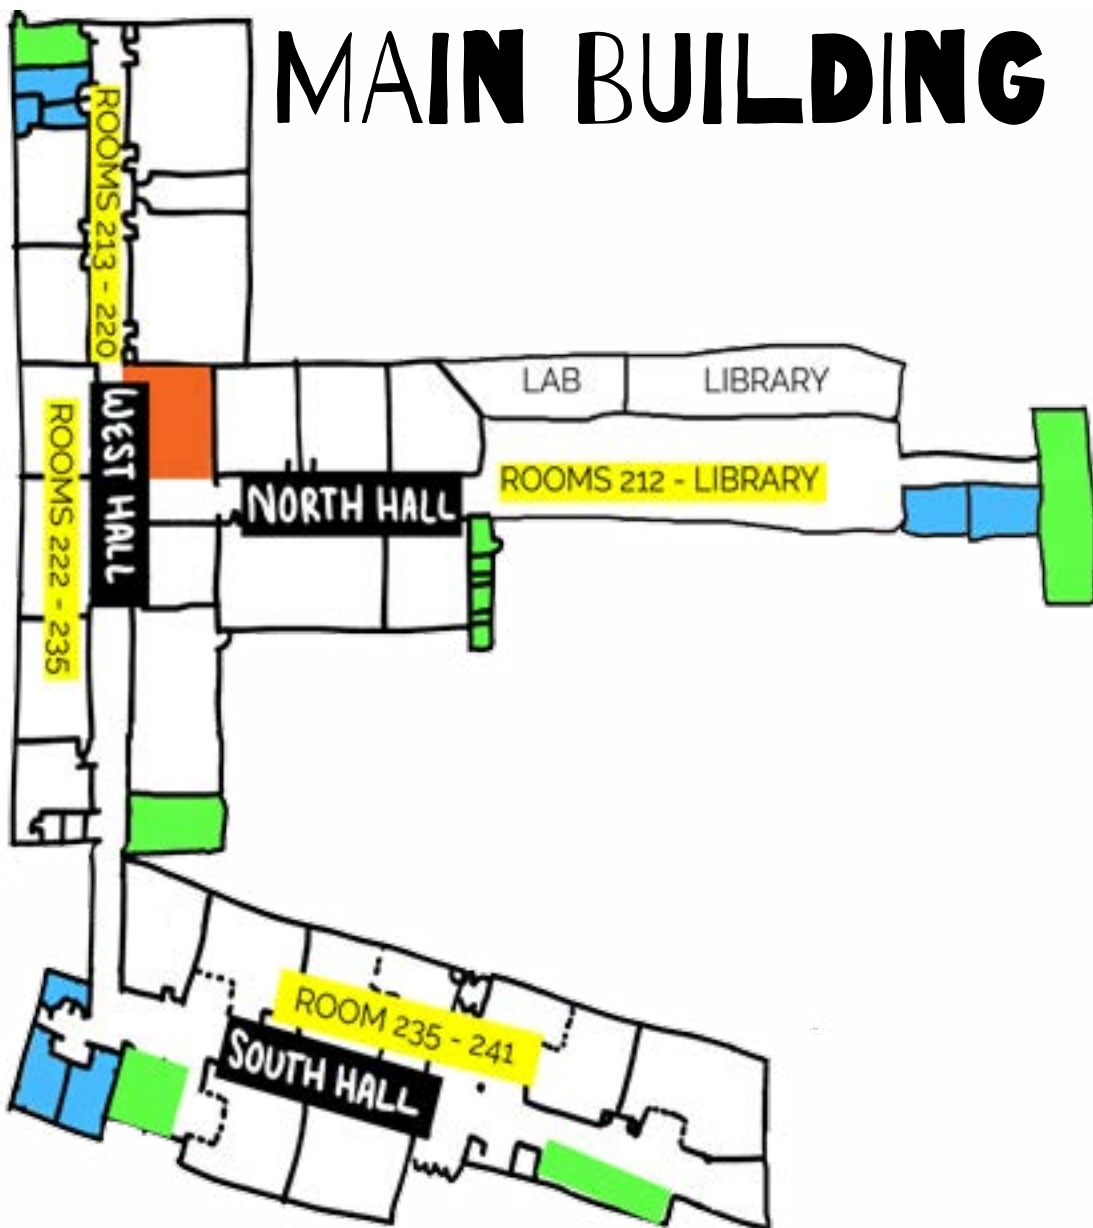 MAIN BUILDING
ROOMS 213 - 220
LAB
LIBRARY
WEST HALL
ROOMS 222 - 235
NORTH HALL
ROOMS 212 - LIBRARY
ROOM 235 - 241
SOUTH HALL